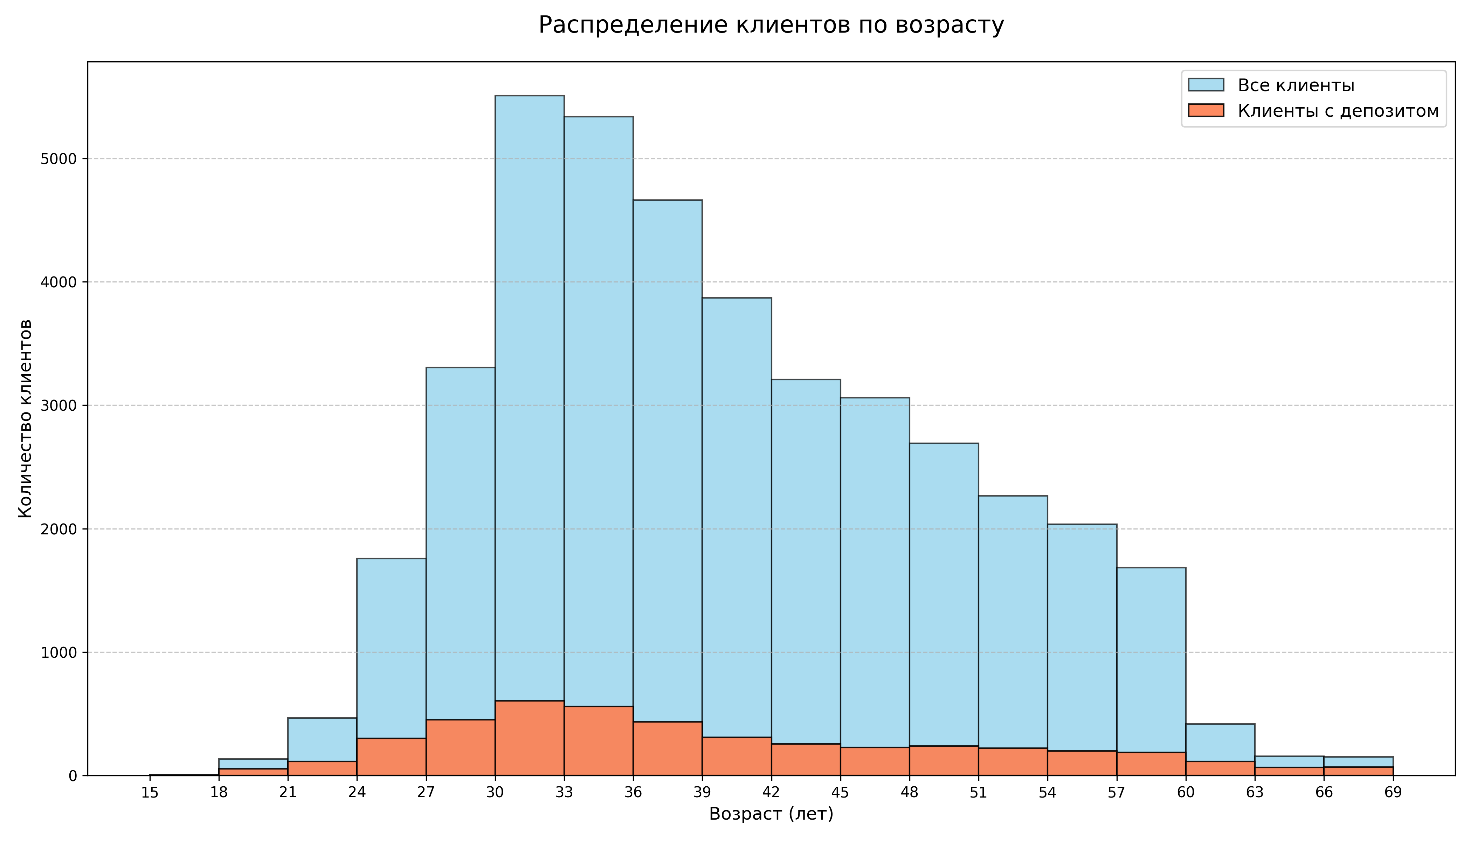 Распределение клиентов по возрасту
Все клиенты
Клиенты с депозитом
Количество клиентов
5000
4000
3000
2000
1000
0
15 18 21 24 27 30 33 36 39 42 45 48 51 54 57 60 63 66 69
Возраст (лет)